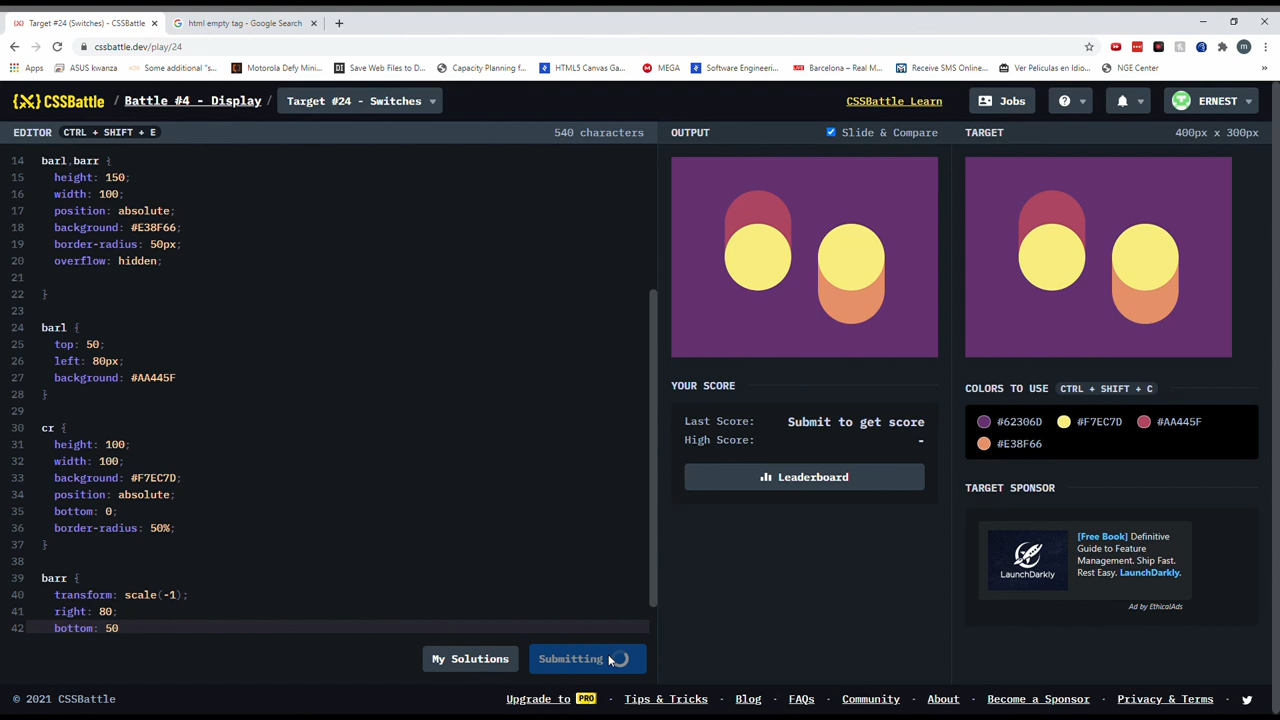 Target #24 (Switches) - CSSBattle
html empty tag - Google Search
cssbattle.dev/play/24
Apps
ASUS kwanza
Some additional "s...
Motorola Defy Mini...
Save Web Files to D...
Capacity Planning f...
HTML5 Canvas Ga...
MEGA
Software Engineeri...
Barcelona – Real M...
Receive SMS Online...
Ver Peliculas en Idio...
NGE Center
»
CSSBattle / Battle #4 - Display / Target #24 - Switches
CSSBattle Learn
Jobs
ERNEST
EDITOR CTRL + SHIFT + E 540 characters
OUTPUT Slide & Compare
TARGET 400px x 300px
14 barl,barr {
15 height: 150;
16 width: 100;
17 position: absolute;
18 background: #E38F66;
19 border-radius: 50px;
20 overflow: hidden;
21
22 }
23
24 barl {
25 top: 50;
26 left: 80px;
27 background: #AA445F
28 }
29
30 cr {
31 height: 100;
32 width: 100;
33 background: #F7EC7D;
34 position: absolute;
35 bottom: 0;
36 border-radius: 50%;
37 }
38
39 barr {
40 transform: scale(-1);
41 right: 80;
42 bottom: 50
My Solutions
Submitting
YOUR SCORE
Last Score: Submit to get score
High Score: -
Leaderboard
COLORS TO USE CTRL + SHIFT + C
#62306D #F7EC7D #AA445F
#E38F66
TARGET SPONSOR
LaunchDarkly
[Free Book] Definitive
Guide to Feature
Management. Ship Fast.
Rest Easy. LaunchDarkly.
Ad by EthicalAds
© 2021 CSSBattle
Upgrade to PRO · Tips & Tricks · Blog · FAQs · Community · About · Become a Sponsor · Privacy & Terms ·